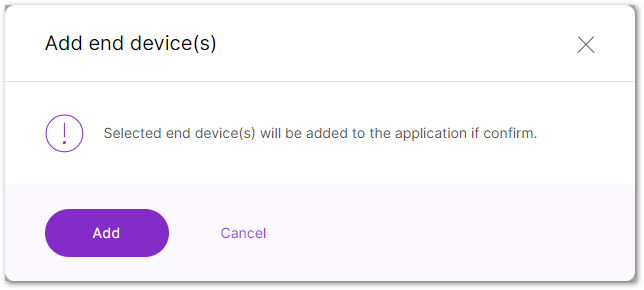 Add end device(s)
Selected end device(s) will be added to the application if confirm.
Add
Cancel